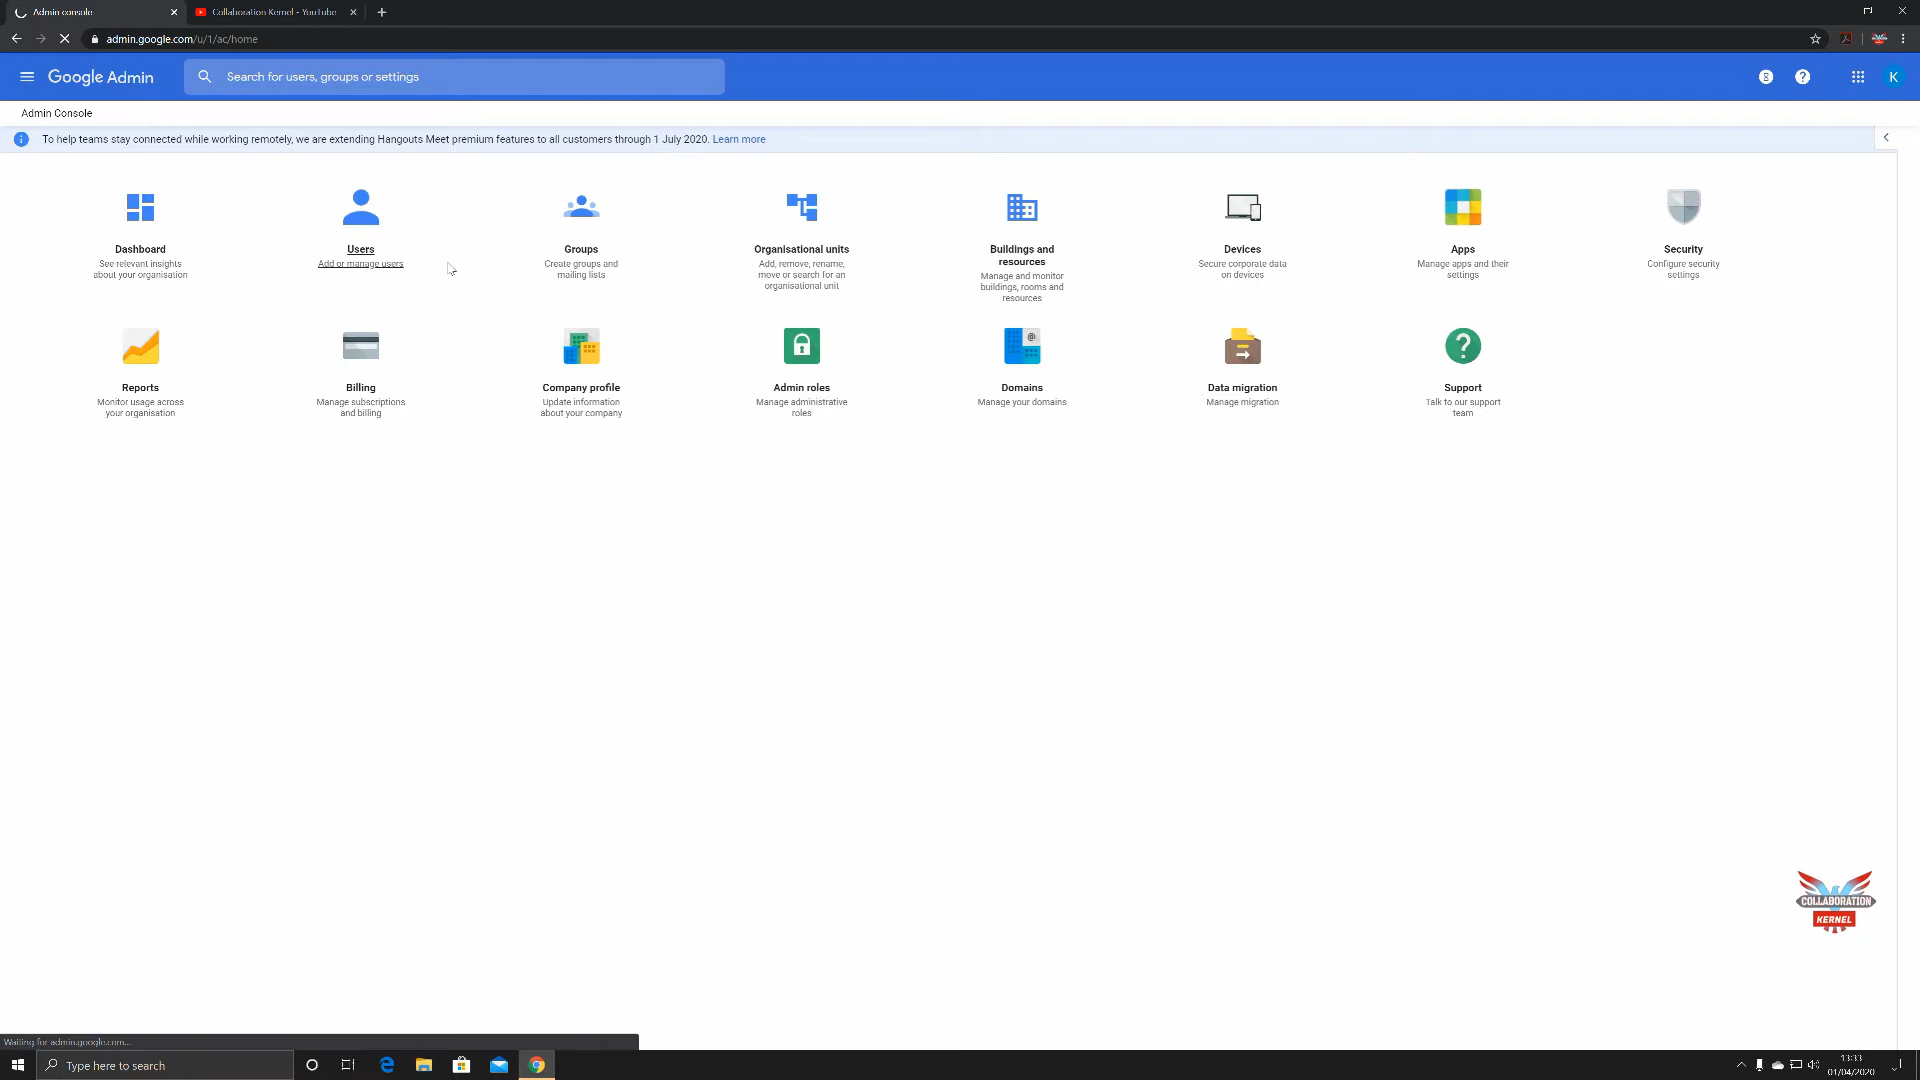 Admin console
Collaboration Kernel - YouTube
admin.google.com/u/1/ac/home
Google Admin
Search for users, groups or settings
K
Admin Console
To help teams stay connected while working remotely, we are extending Hangouts Meet premium features to all customers through 1 July 2020. Learn more
Dashboard
See relevant insights
about your organisation
Users
Add or manage users
Groups
Create groups and
mailing lists
Organisational units
Add, remove, rename,
move or search for an
organisational unit
Buildings and
resources
Manage and monitor
buildings, rooms and
resources
Devices
Secure corporate data
on devices
Apps
Manage apps and their
settings
Security
Configure security
settings
Reports
Monitor usage across
your organisation
Billing
Manage subscriptions
and billing
Company profile
Update information
about your company
Admin roles
Manage administrative
roles
Domains
Manage your domains
Data migration
Manage migration
Support
Talk to our support
team
COLLABORATION
KERNEL
Waiting for admin.google.com...
Type here to search
13:33
01/04/2020